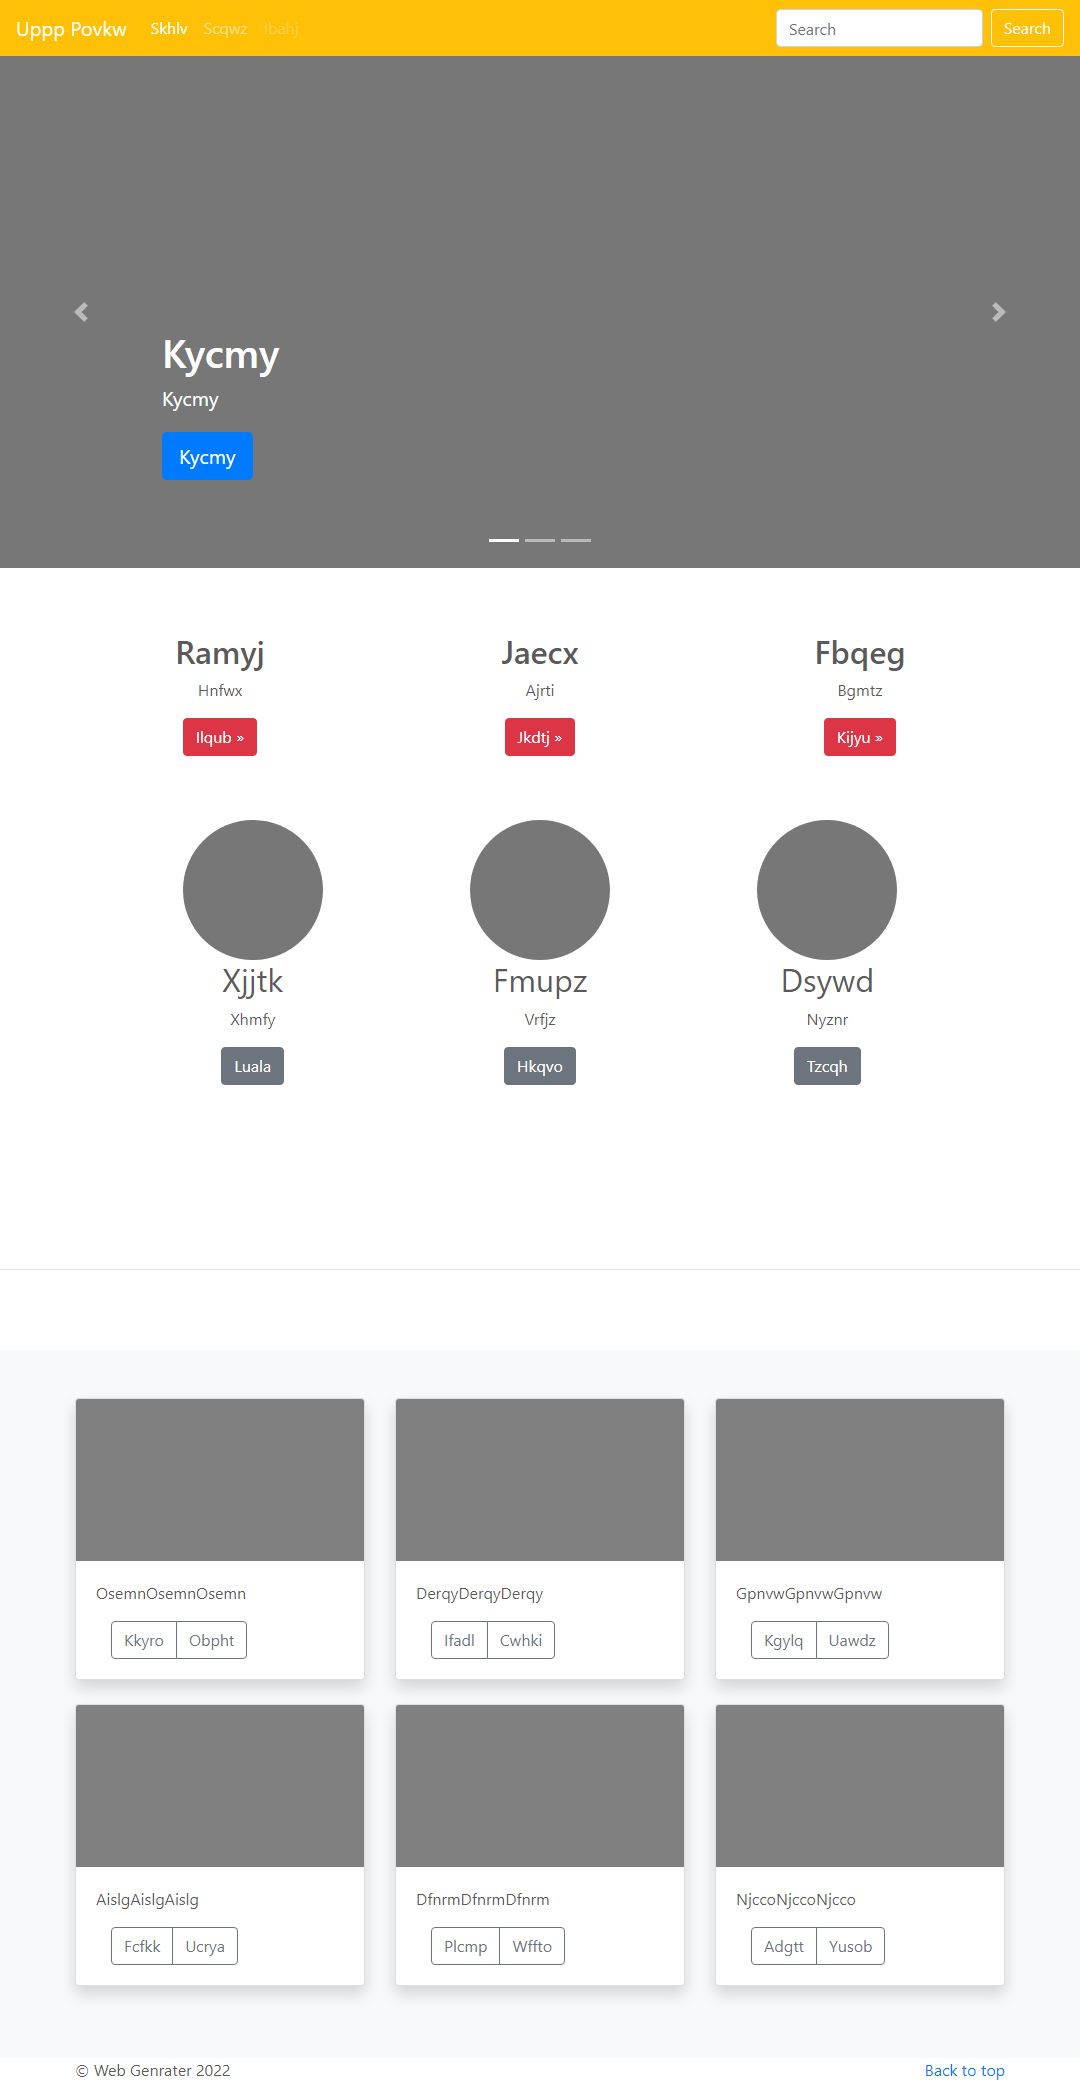 Uppp Povkw Skhlv Scqwz Ibahj Search Search
Kycmy
Kycmy
Kycmy
Ramyj Jaecx Fbqeg
Hnfwx Ajrti Bgmtz
Ilqub » Jkdtj » Kijyu »
Xjjtk Fmupz Dsywd
Xhmfy Vrfjz Nyznr
Luala Hkqvo Tzcqh
OsemnOsemnOsemn DerqyDerqyDerqy GpnvwGpnvwGpnvw
Kkyro Obpht Ifadl Cwhki Kgylq Uawdz
AislgAislgAislg DfnrmDfnrmDfnrm NjccoNjccoNjcco
Fcfkk Ucrya Plcmp Wffto Adgtt Yusob
© Web Genrater 2022 Back to top